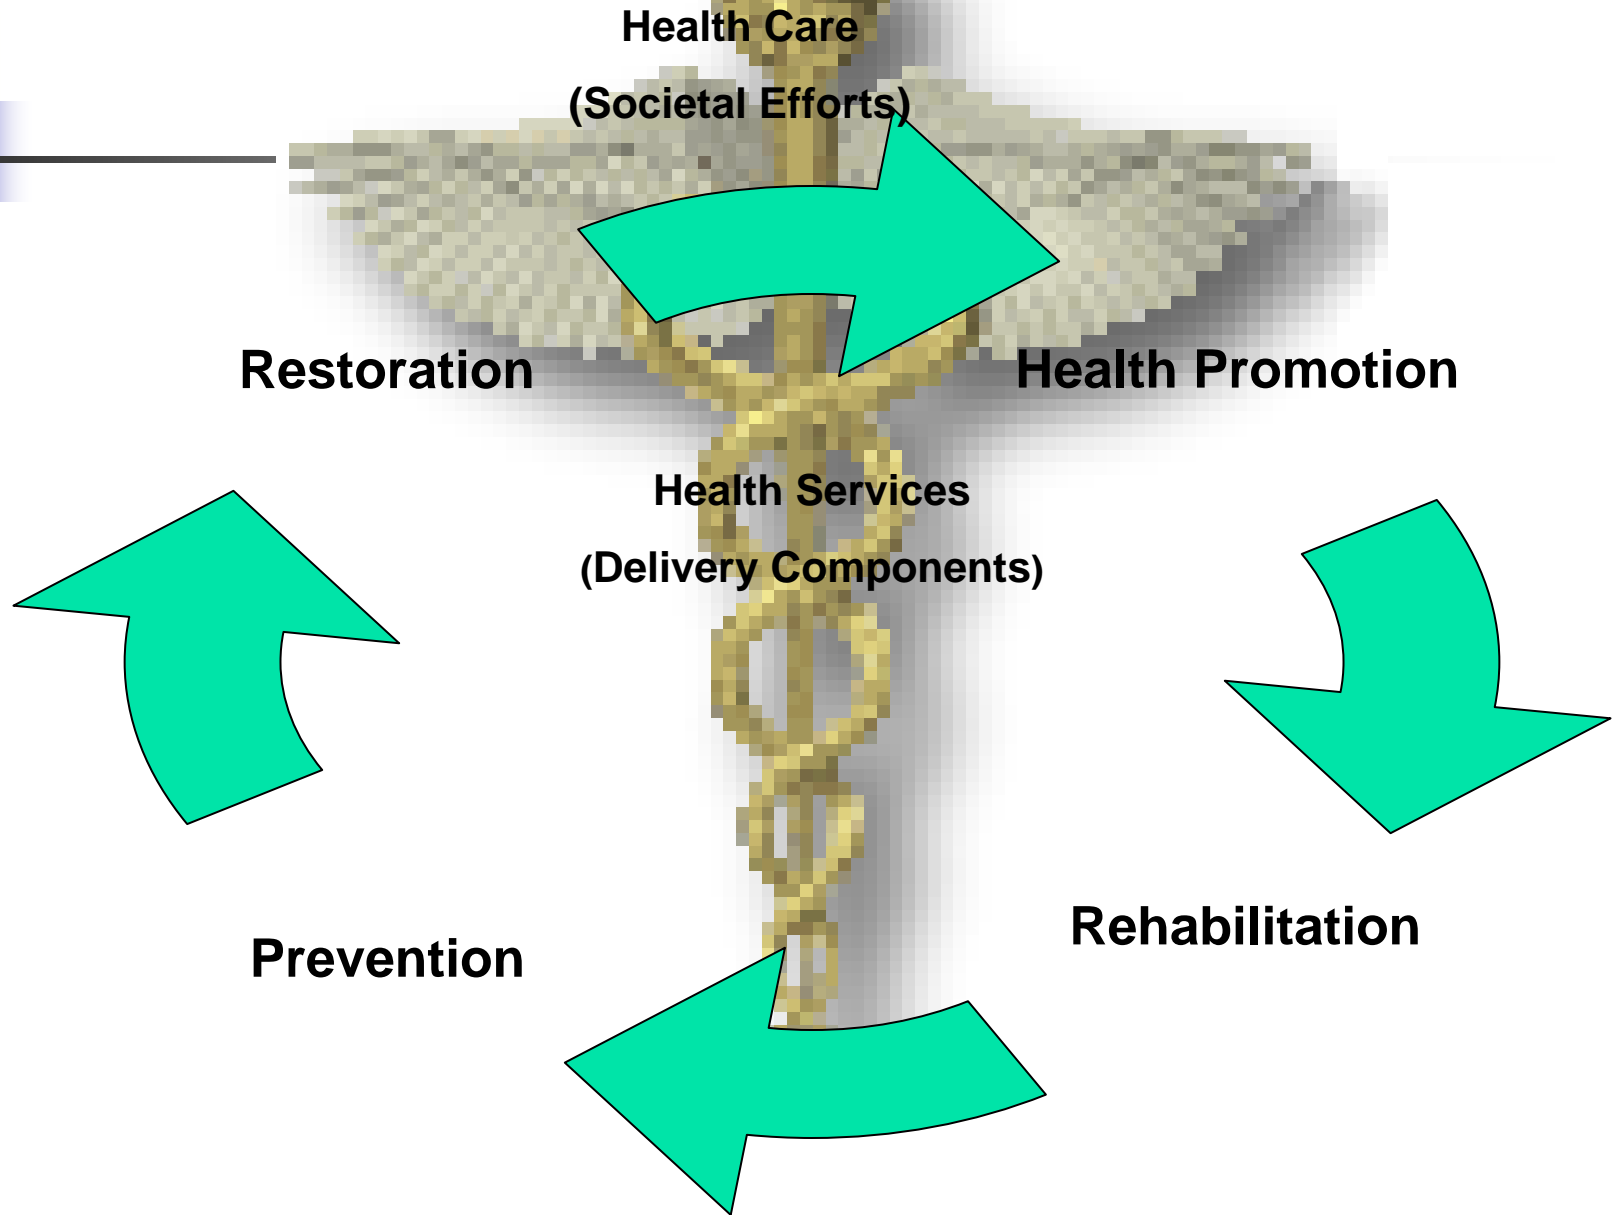 Health Care
(Societal Efforts)
Restoration
Health Promotion
Health Services
(Delivery Components)
Rehabilitation
Prevention